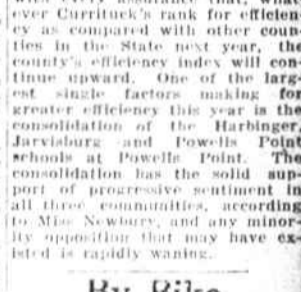 with every assurance that, what-
ever Currituck's rank for efficien
cy as compared with other coun-
ties in the State next year, the
county's efficiency index will con-
tinue upward. One of the larg-
est single factors making for
greater efficiency this year is the
consolidation of the Harbinger,
Jarvisburg and Powells Point
schools at Powells Point. The
consolidation has the solid sup-
port of progressive sentiment in
all three communities, according
to Miss Newbury, and any minor-
ity opposition that may have ex-
isted is rapidly waning.